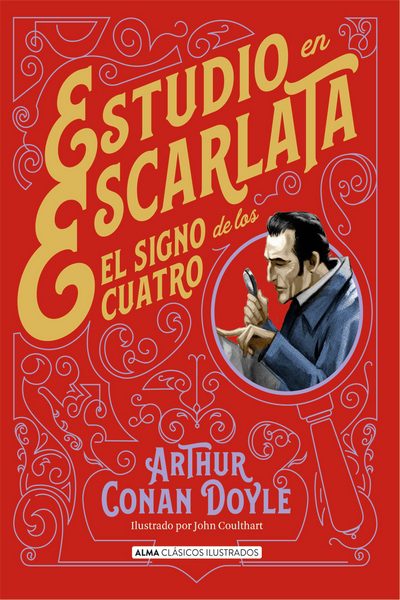 ESTUDIO en
ESCARLATA
EL SIGNO de los
CUATRO
ARTHUR
CONAN DOYLE
Ilustrado por John Coulthart
ALMA CLÁSICOS ILUSTRADOS